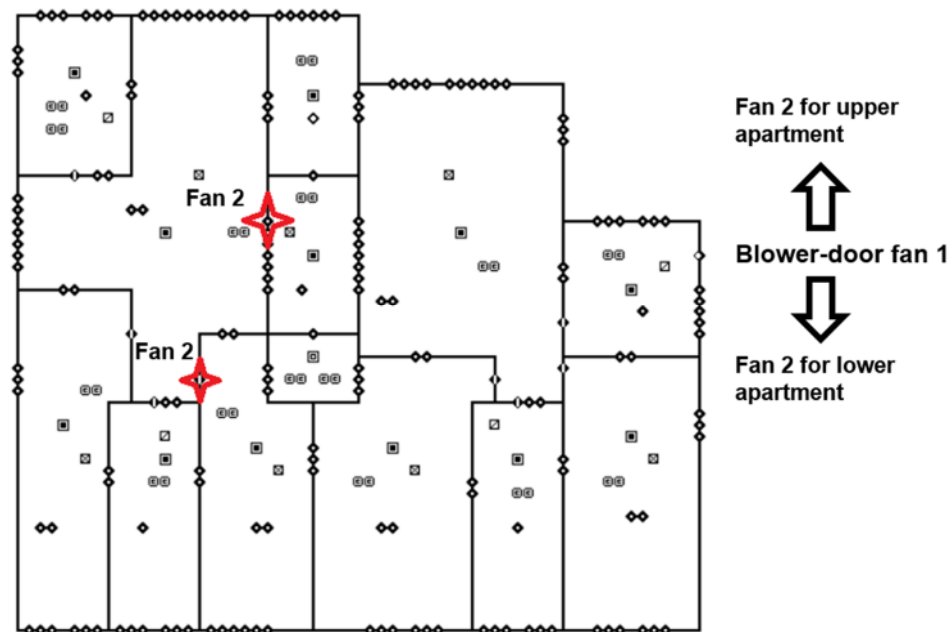 Fan 2 for upper
apartment
Fan 2
Blower-door fan 1
Fan 2
Fan 2 for lower
apartment